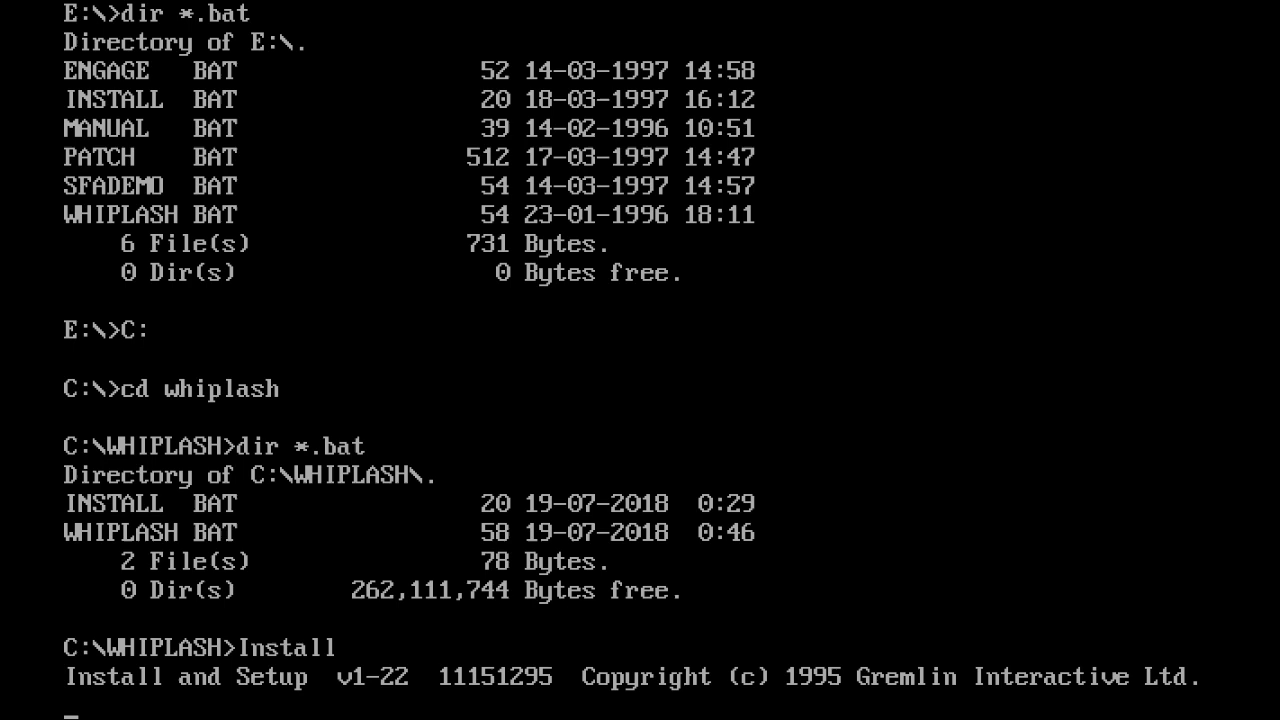 E:\>dir *.bat
Directory of E:\.
ENGAGE   BAT                 52 14-03-1997 14:58
INSTALL  BAT                 20 18-03-1997 16:12
MANUAL   BAT                 39 14-02-1996 10:51
PATCH    BAT                512 17-03-1997 14:47
SFADEMO  BAT                 54 14-03-1997 14:57
WHIPLASH BAT                 54 23-01-1996 18:11
    6 File(s)               731 Bytes.
    0 Dir(s)                  0 Bytes free.
E:\>C:
C:\>cd whiplash
C:\WHIPLASH>dir *.bat
Directory of C:\WHIPLASH\.
INSTALL  BAT                 20 19-07-2018  0:29
WHIPLASH BAT                 58 19-07-2018  0:46
    2 File(s)                78 Bytes.
    0 Dir(s)        262,111,744 Bytes free.
C:\WHIPLASH>Install
Install and Setup  v1-22  11151295  Copyright (c) 1995 Gremlin Interactive Ltd.
_